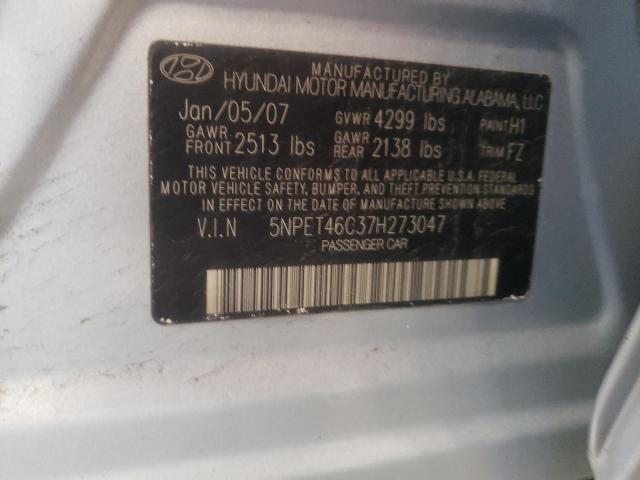 MANUFACTURED BY
HYUNDAI MOTOR MANUFACTURING ALABAMA, LLC
Jan/05/07 GVWR 4299 lbs PAINT H1
GAWR FRONT 2513 lbs GAWR REAR 2138 lbs TRIM FZ
THIS VEHICLE CONFORMS TO ALL APPLICABLE U.S.A FEDERAL
MOTOR VEHICLE SAFETY, BUMPER, AND THEFT PREVENTION STANDARDS
IN EFFECT ON THE DATE OF MANUFACTURE SHOWN ABOVE
V.I.N 5NPET46C37H273047
PASSENGER CAR